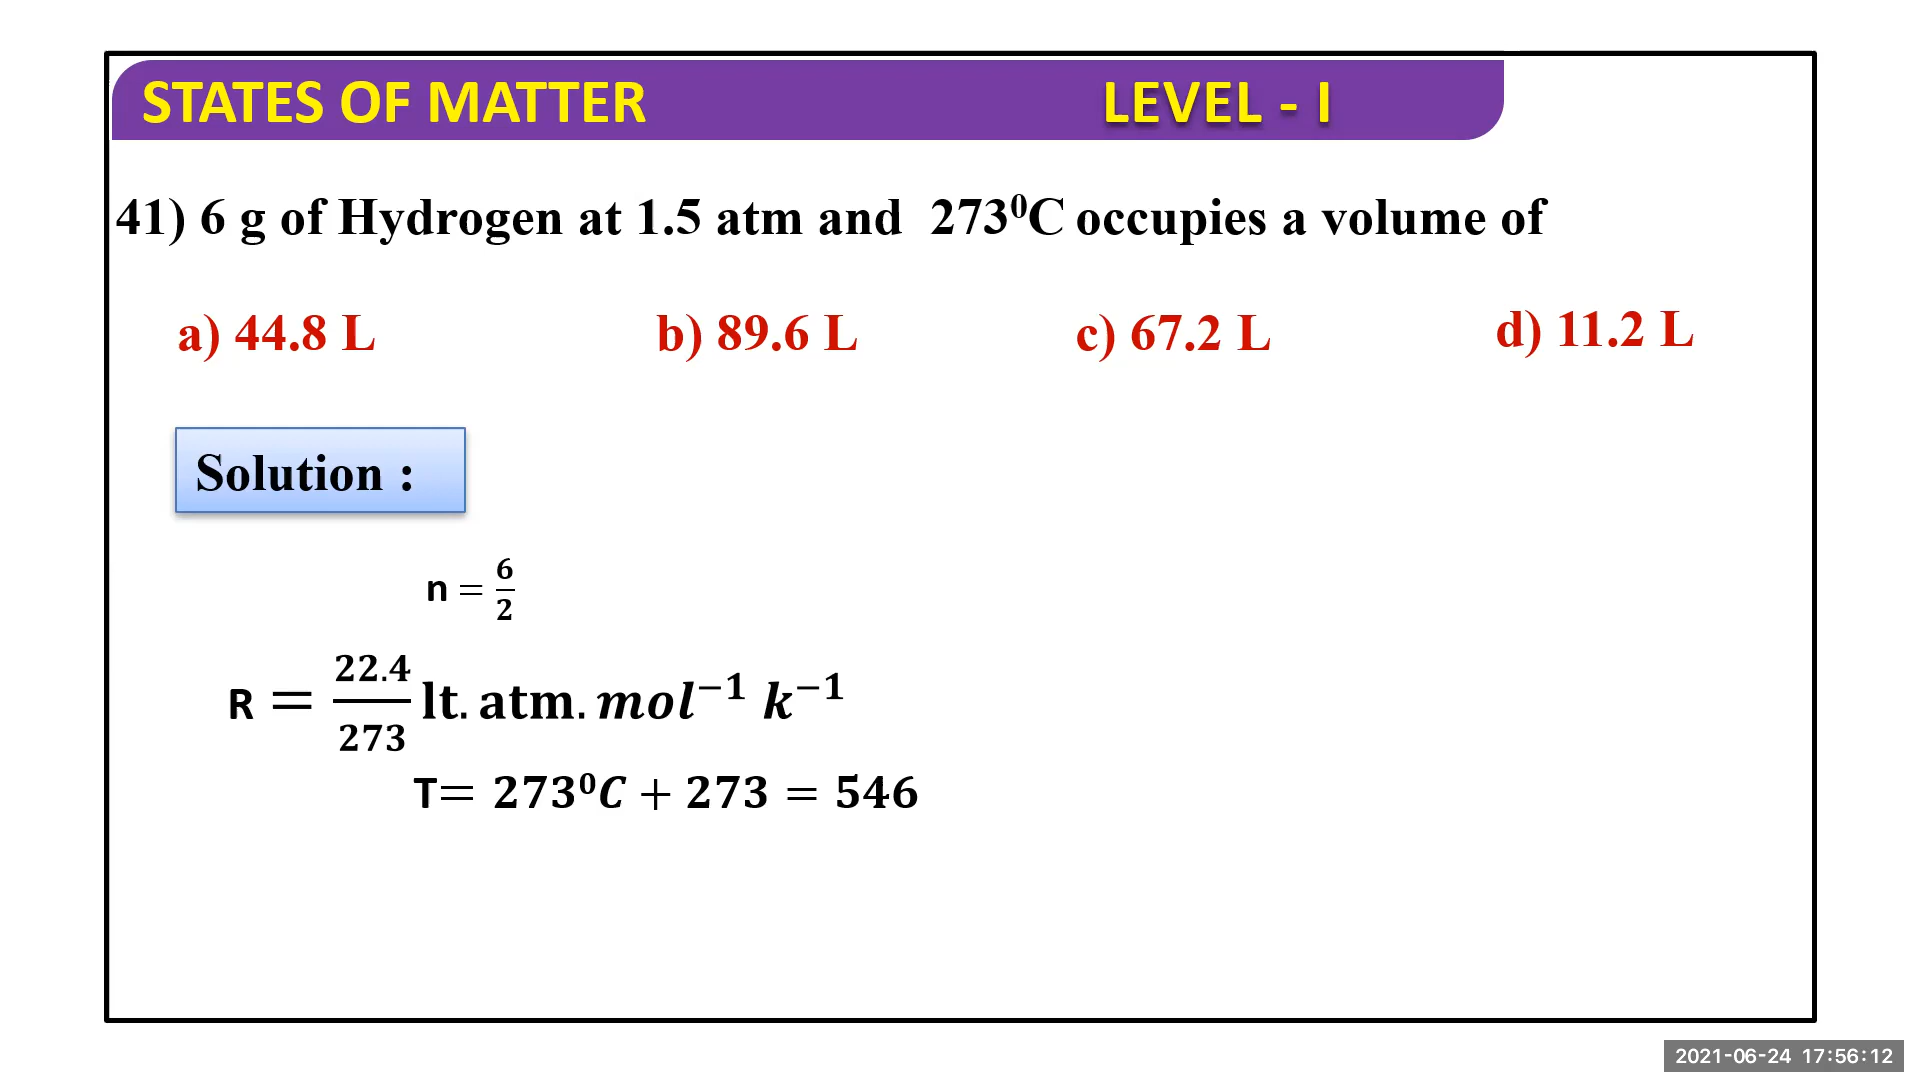 STATES OF MATTER LEVEL - I
41) 6 g of Hydrogen at 1.5 atm and 273⁰C occupies a volume of
a) 44.8 L b) 89.6 L c) 67.2 L d) 11.2 L
Solution :
n = 6/2
R = 22.4/273 lt. atm. mol⁻¹ k⁻¹
T= 273⁰C + 273 = 546
2021-06-24 17:56:12